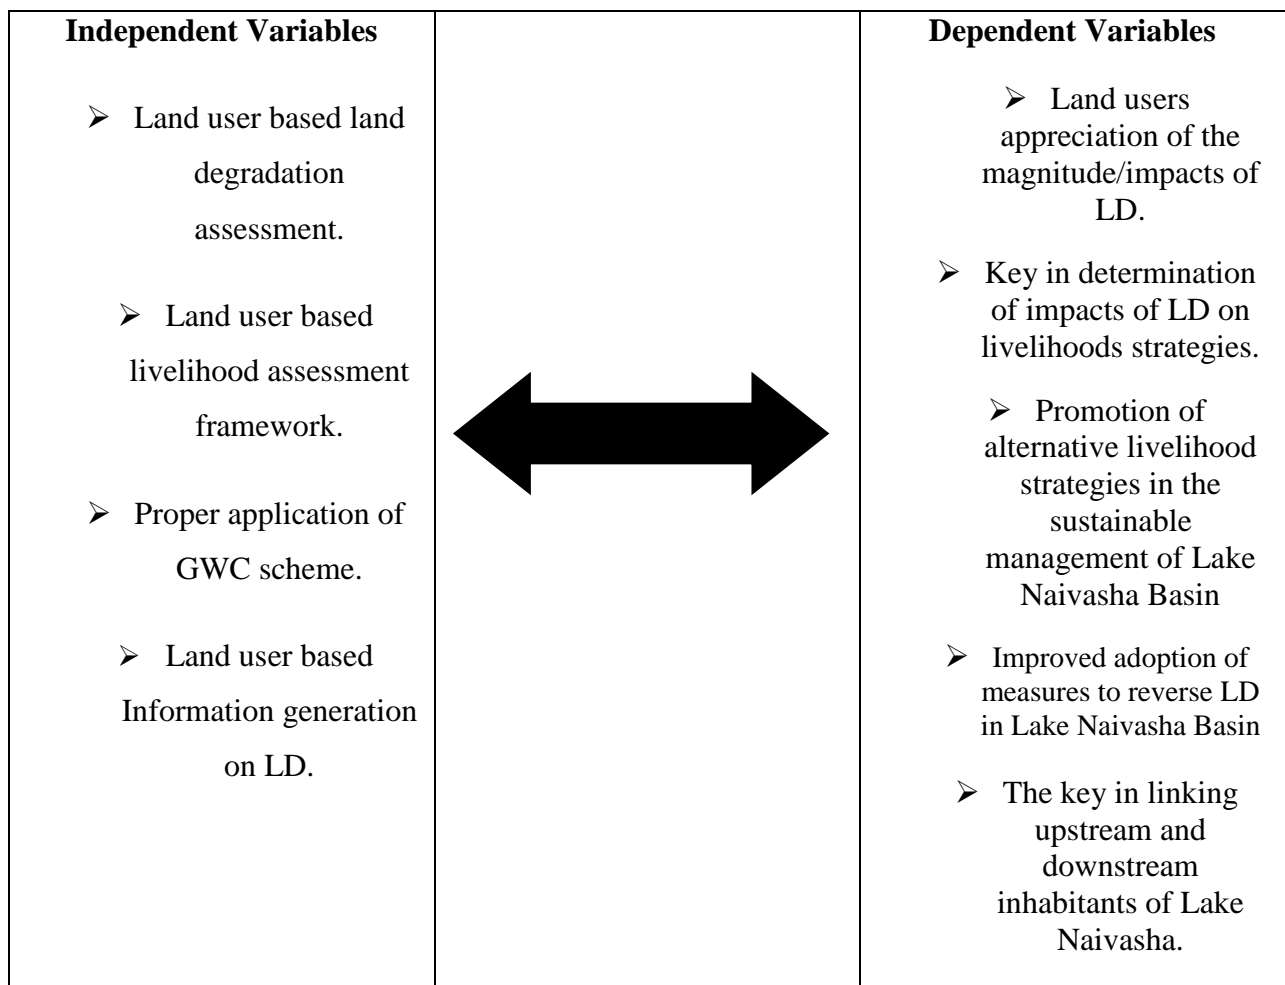 Independent Variables
➢ Land user based land
degradation
assessment.
➢ Land user based
livelihood assessment
framework.
➢ Proper application of
GWC scheme.
➢ Land user based
Information generation
on LD.
Dependent Variables
➢ Land users
appreciation of the
magnitude/impacts of
LD.
➢ Key in determination
of impacts of LD on
livelihoods strategies.
➢ Promotion of
alternative livelihood
strategies in the
sustainable
management of Lake
Naivasha Basin
➢ Improved adoption of
measures to reverse LD
in Lake Naivasha Basin
➢ The key in linking
upstream and
downstream
inhabitants of Lake
Naivasha.